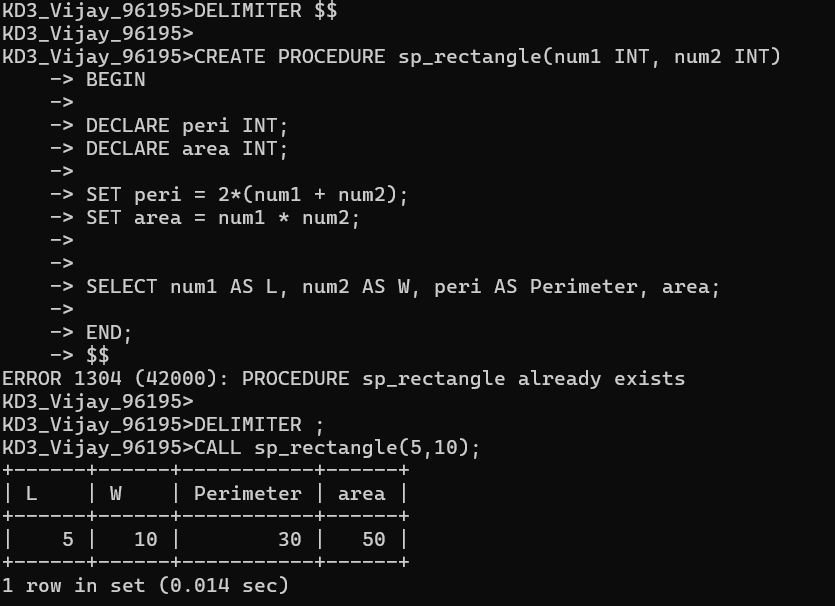 KD3_Vijay_96195>DELIMITER $$
KD3_Vijay_96195>
KD3_Vijay_96195>CREATE PROCEDURE sp_rectangle(num1 INT, num2 INT)
    -> BEGIN
    ->
    -> DECLARE peri INT;
    -> DECLARE area INT;
    ->
    -> SET peri = 2*(num1 + num2);
    -> SET area = num1 * num2;
    ->
    ->
    -> SELECT num1 AS L, num2 AS W, peri AS Perimeter, area;
    ->
    -> END;
    -> $$
ERROR 1304 (42000): PROCEDURE sp_rectangle already exists
KD3_Vijay_96195>
KD3_Vijay_96195>DELIMITER ;
KD3_Vijay_96195>CALL sp_rectangle(5,10);
+------+------+-----------+------+
| L    | W    | Perimeter | area |
+------+------+-----------+------+
|    5 |   10 |        30 |   50 |
+------+------+-----------+------+
1 row in set (0.014 sec)